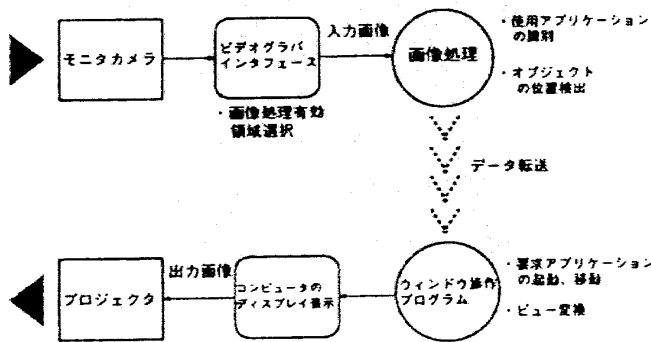 モニタカメラ
ビデオグラバ
インタフェース
入力画像
画像処理
・使用アプリケーション
の識別
・オブジェクト
の位置検出
・画像処理有効
領域選択
データ転送
プロジェクタ
出力画像
コンピュータの
ディスプレイ表示
ウィンドウ操作
プログラム
・要求アプリケーション
の起動、移動
・ビュー変換